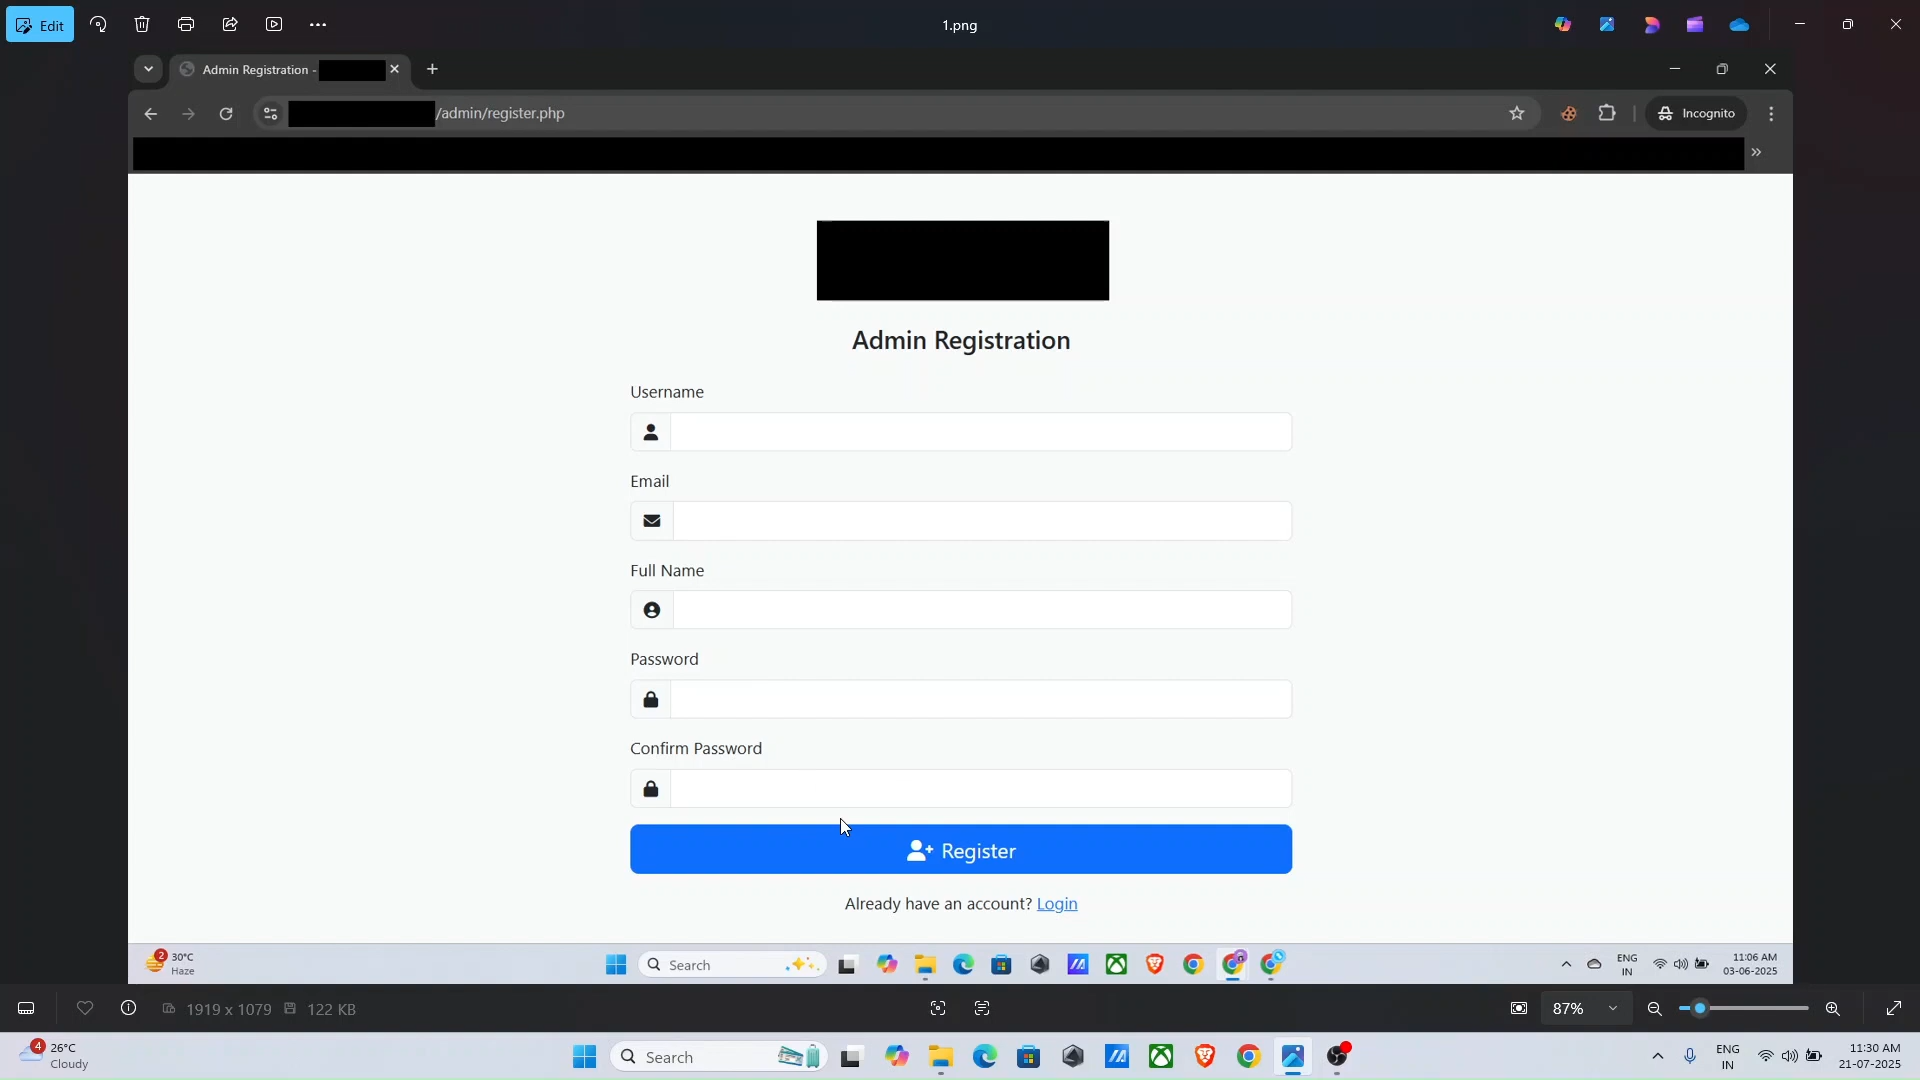 Edit
1.png
Admin Registration -
/admin/register.php
Incognito
Admin Registration
Username
Email
Full Name
Password
Confirm Password
Register
Already have an account? Login
2
30°C
Haze
Search
ENG
IN
11:06 AM
03-06-2025
1919 x 1079
122 KB
87%
4
26°C
Cloudy
Search
ENG
IN
11:30 AM
21-07-2025